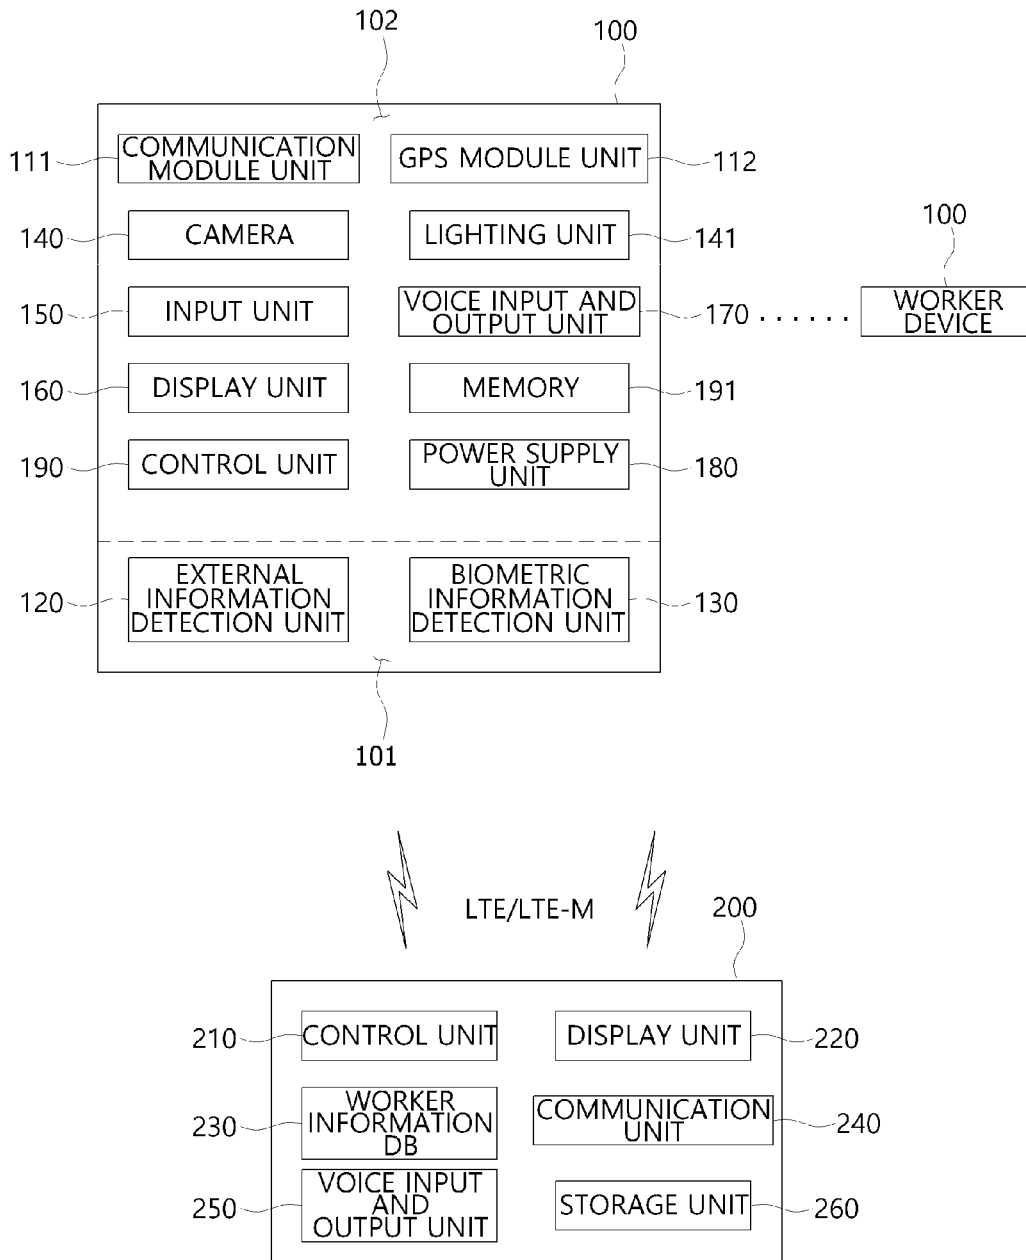 102
100
111
COMMUNICATION
MODULE UNIT
GPS MODULE UNIT
112
140
CAMERA
LIGHTING UNIT
141
100
150
INPUT UNIT
VOICE INPUT AND
OUTPUT UNIT
170
......
WORKER
DEVICE
160
DISPLAY UNIT
MEMORY
191
190
CONTROL UNIT
POWER SUPPLY
UNIT
180
120
EXTERNAL
INFORMATION
DETECTION UNIT
BIOMETRIC
INFORMATION
DETECTION UNIT
130
101
LTE/LTE-M
200
210
CONTROL UNIT
DISPLAY UNIT
220
230
WORKER
INFORMATION
DB
COMMUNICATION
UNIT
240
250
VOICE INPUT
AND
OUTPUT UNIT
STORAGE UNIT
260